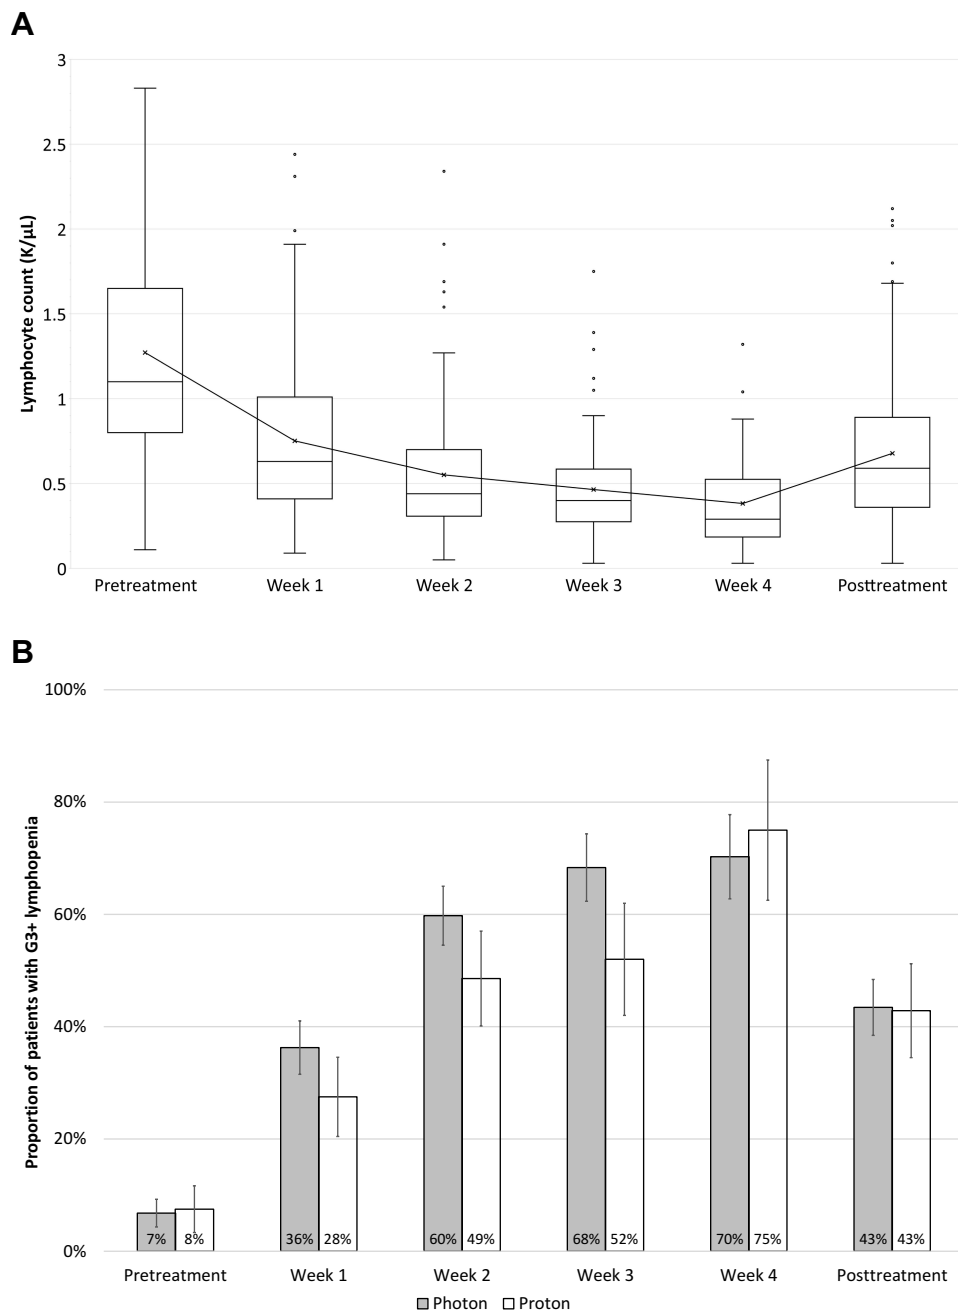 A
Lymphocyte count (K/µL)
3
2.5
2
1.5
1
0.5
0
Pretreatment Week 1 Week 2 Week 3 Week 4 Posttreatment
B
Proportion of patients with G3+ lymphopenia
100%
80%
60%
40%
20%
0%
7% 8% 36% 28% 60% 49% 68% 52% 70% 75% 43% 43%
Pretreatment Week 1 Week 2 Week 3 Week 4 Posttreatment
Photon Proton